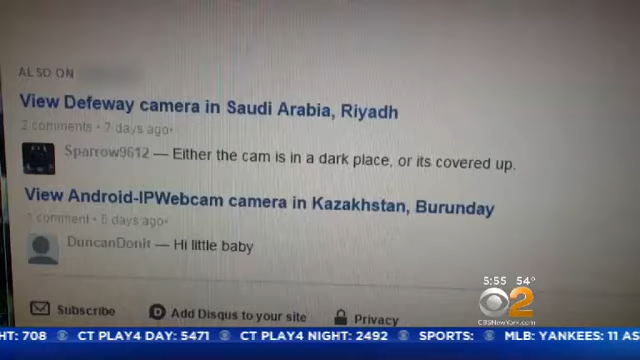 ALSO ON
View Defeway camera in Saudi Arabia, Riyadh
2 comments • 7 days ago•
Sparrow9612 — Either the cam is in a dark place, or its covered up.
View Android-IPWebcam camera in Kazakhstan, Burunday
1 comment • 6 days ago•
DuncanDonit — Hi little baby
Subscribe
Add Disqus to your site
Privacy
5:55 54°
2
CBSNewYork.com
HT: 708 CT PLAY4 DAY: 5471 CT PLAY4 NIGHT: 2492 SPORTS: MLB: YANKEES: 11 AS